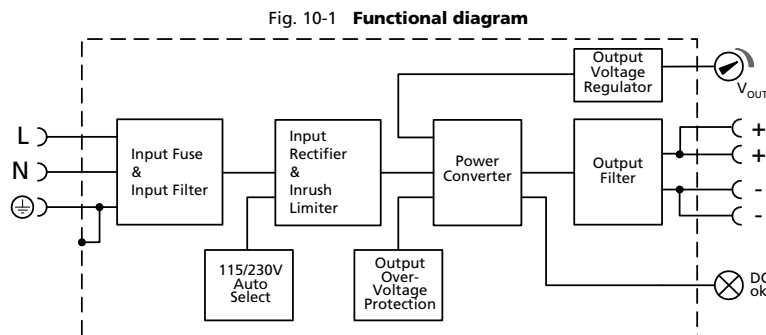 Fig. 10-1 Functional diagram
Output
Voltage
Regulator
V OUT
L
N
Input Fuse
&
Input Filter
Input
Rectifier
&
Inrush
Limiter
Power
Converter
Output
Filter
+
+
-
-
115/230V
Auto
Select
Output
Over-
Voltage
Protection
DC
ok